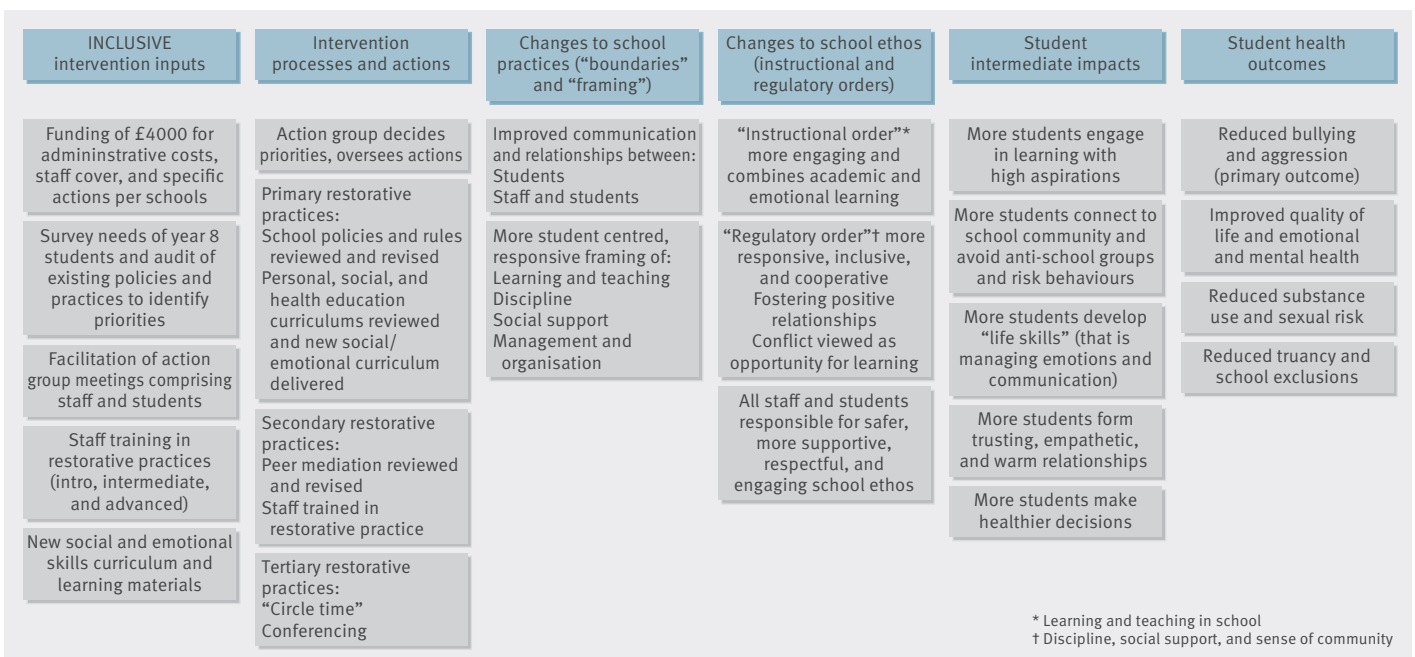 INCLUSIVE
intervention inputs
Funding of £4000 for
admininstrative costs,
staff cover, and specific
actions per schools
Survey needs of year 8
students and audit of
existing policies and
practices to identify
priorities
Facilitation of action
group meetings comprising
staff and students
Staff training in
restorative practices
(intro, intermediate,
and advanced)
New social and emotional
skills curriculum and
learning materials
Intervention
processes and actions
Action group decides
priorities, oversees actions
Primary restorative
practices:
School policies and rules
reviewed and revised
Personal, social, and
health education
curriculums reviewed
and new social/
emotional curriculum
delivered
Secondary restorative
practices:
Peer mediation reviewed
and revised
Staff trained in
restorative practice
Tertiary restorative
practices:
“Circle time”
Conferencing
Changes to school
practices (“boundaries”
and “framing”)
Improved communication
and relationships between:
Students
Staff and students
More student centred,
responsive framing of:
Learning and teaching
Discipline
Social support
Management and
organisation
Changes to school ethos
(instructional and
regulatory orders)
“Instructional order”*
more engaging and
combines academic and
emotional learning
“Regulatory order”† more
responsive, inclusive,
and cooperative
Fostering positive
relationships
Conflict viewed as
opportunity for learning
All staff and students
responsible for safer,
more supportive,
respectful, and
engaging school ethos
Student
intermediate impacts
More students engage
in learning with
high aspirations
More students connect to
school community and
avoid anti-school groups
and risk behaviours
More students develop
“life skills” (that is
managing emotions and
communication)
More students form
trusting, empathetic,
and warm relationships
More students make
healthier decisions
Student health
outcomes
Reduced bullying
and aggression
(primary outcome)
Improved quality of
life and emotional
and mental health
Reduced substance
use and sexual risk
Reduced truancy and
school exclusions
* Learning and teaching in school
† Discipline, social support, and sense of community